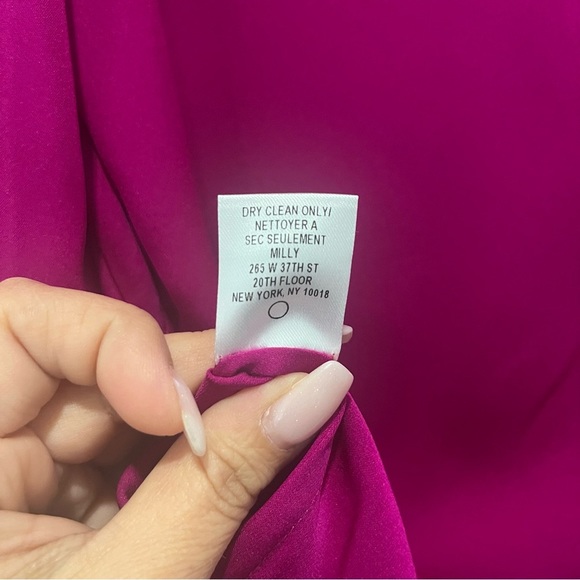 DRY CLEAN ONLY/
NETTOYER A
SEC SEULEMENT
MILLY
265 W 37TH ST
20TH FLOOR
NEW YORK, NY 10018